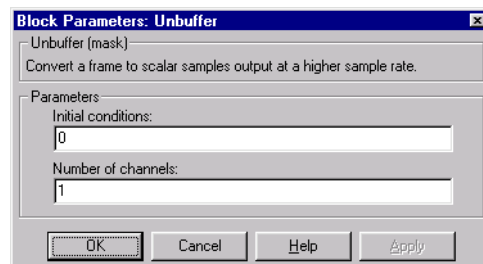 Block Parameters: Unbuffer
Unbuffer (mask)
Convert a frame to scalar samples output at a higher sample rate.
Parameters
Initial conditions:
0
Number of channels:
1
OK Cancel Help Apply